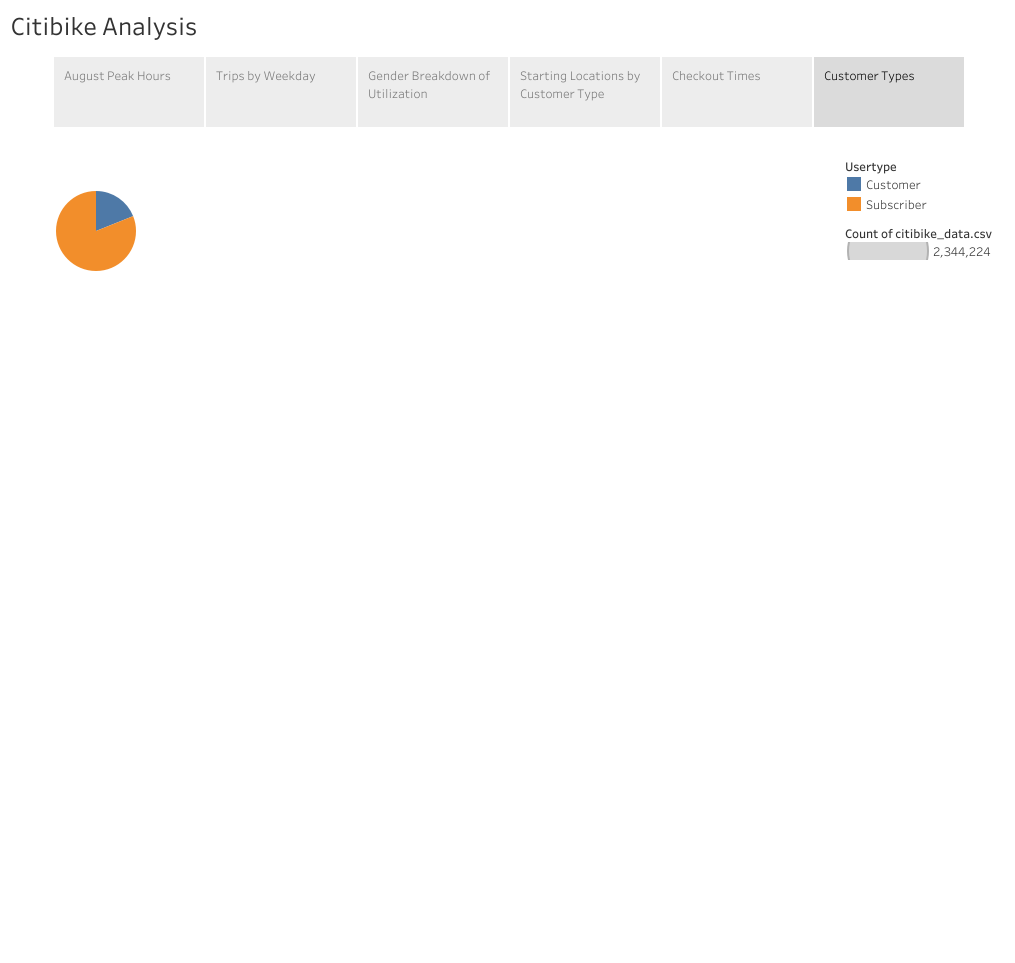 Citibike Analysis
August Peak Hours
Trips by Weekday
Gender Breakdown of
Utilization
Starting Locations by
Customer Type
Checkout Times
Customer Types
Usertype
Customer
Subscriber
Count of citibike_data.csv
2,344,224